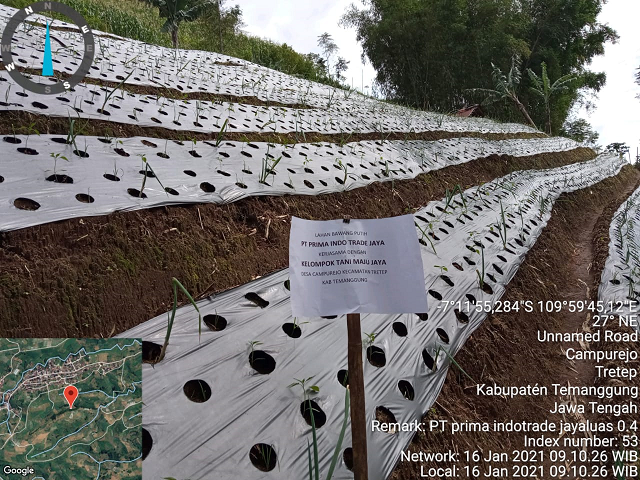 LAHAN BAWANG PUTIH
PT PRIMA INDO TRADE JAYA
KERJASAMA DENGAN
KELOMPOK TANI MAJU JAYA
DESA CAMPUREJO KECAMATAN TRETEP
KAB TEMANGGUNG
-7°11'55,284"S 109°59'45,12"E
27° NE
Unnamed Road
Campurejo
Tretep
Kabupatén Temanggung
Jawa Tengah
Remark: PT prima indotrade jayaluas 0.4
Index number: 53
Network: 16 Jan 2021 09.10.26 WIB
Local: 16 Jan 2021 09.10.26 WIB
Google